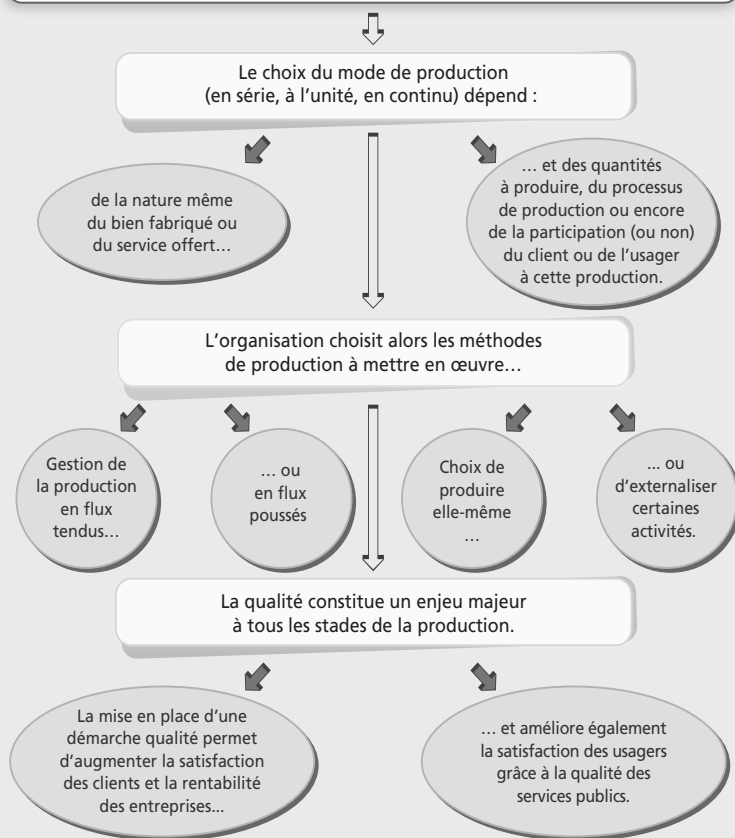 Le choix du mode de production
(en série, à l’unité, en continu) dépend :
de la nature même
du bien fabriqué ou
du service offert…
… et des quantités
à produire, du processus
de production ou encore
de la participation (ou non)
du client ou de l’usager
à cette production.
L’organisation choisit alors les méthodes
de production à mettre en œuvre…
Gestion de
la production
en flux
tendus…
… ou
en flux
poussés
Choix de
produire
elle-même
…
... ou
d’externaliser
certaines
activités.
La qualité constitue un enjeu majeur
à tous les stades de la production.
La mise en place d’une
démarche qualité permet
d’augmenter la satisfaction
des clients et la rentabilité
des entreprises...
… et améliore également
la satisfaction des usagers
grâce à la qualité des
services publics.